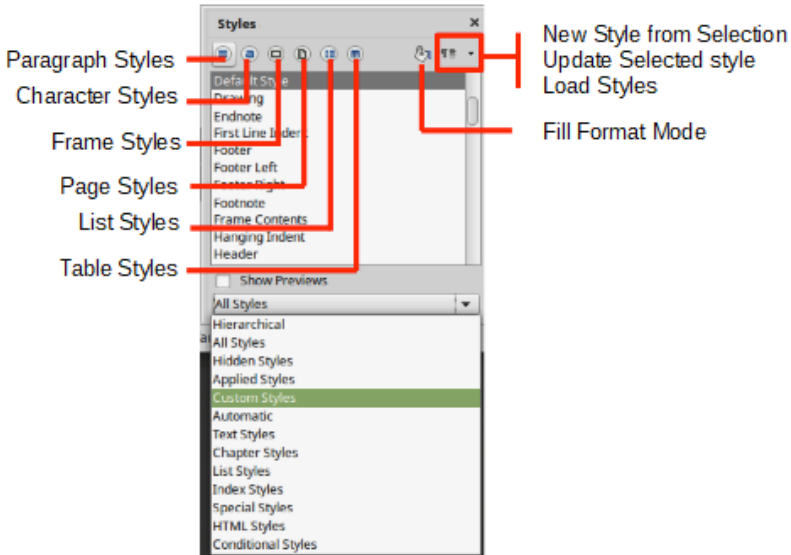 Styles
Paragraph Styles
Character Styles
Frame Styles
Page Styles
List Styles
Table Styles
New Style from Selection
Update Selected style
Load Styles
Fill Format Mode
Default Style
Drawing
Endnote
First Line Indent
Footer
Footer Left
Footer Right
Footnote
Frame Contents
Hanging Indent
Header
Show Previews
All Styles
Hierarchical
All Styles
Hidden Styles
Applied Styles
Custom Styles
Automatic
Text Styles
Chapter Styles
List Styles
Index Styles
Special Styles
HTML Styles
Conditional Styles